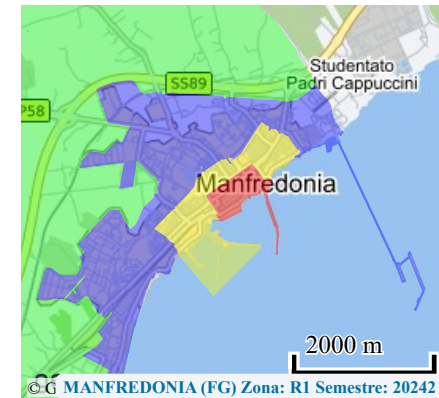 Studentato
Padri Cappuccini
SS89
P58
Manfredonia
2000 m
©G MANFREDONIA (FG) Zona: R1 Semestre: 20242